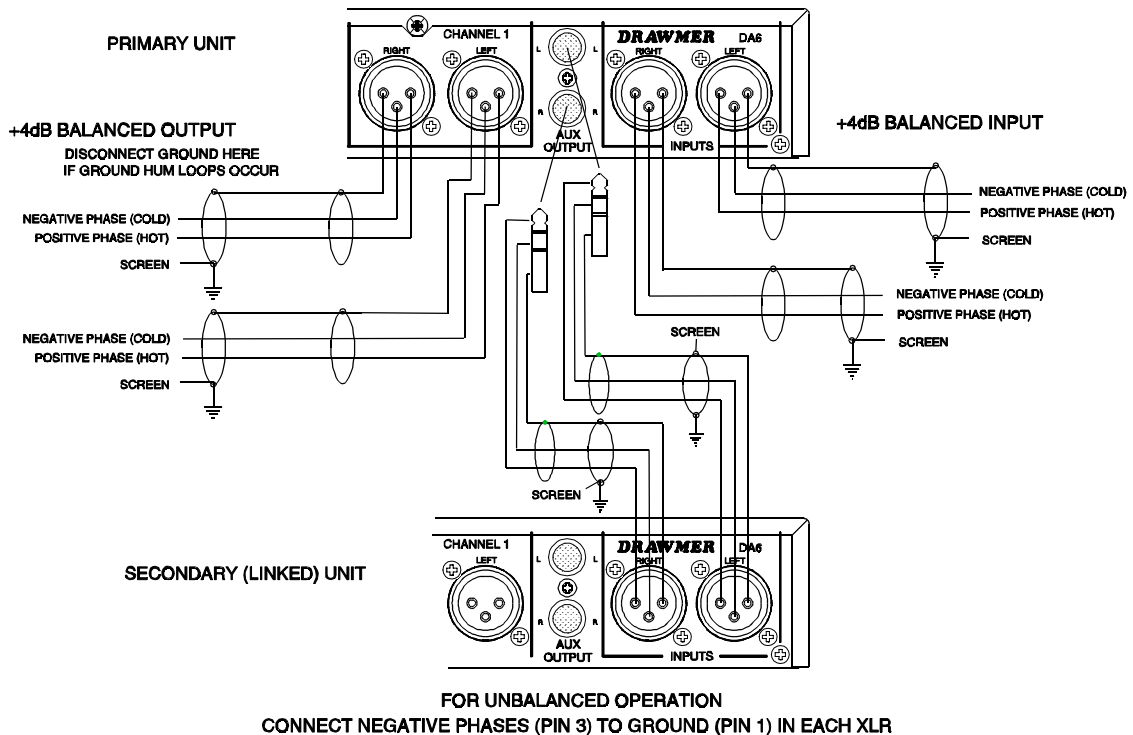 PRIMARY UNIT
CHANNEL 1
RIGHT
LEFT
L
L
R
R
AUX
OUTPUT
DRAWMER
DA6
RIGHT
LEFT
INPUTS
+4dB BALANCED OUTPUT
DISCONNECT GROUND HERE
IF GROUND HUM LOOPS OCCUR
+4dB BALANCED INPUT
NEGATIVE PHASE (COLD)
POSITIVE PHASE (HOT)
SCREEN
NEGATIVE PHASE (COLD)
POSITIVE PHASE (HOT)
SCREEN
NEGATIVE PHASE (COLD)
POSITIVE PHASE (HOT)
SCREEN
NEGATIVE PHASE (COLD)
POSITIVE PHASE (HOT)
SCREEN
SCREEN
SCREEN
SECONDARY (LINKED) UNIT
CHANNEL 1
LEFT
L
L
R
R
AUX
OUTPUT
DRAWMER
DA6
RIGHT
LEFT
INPUTS
FOR UNBALANCED OPERATION
CONNECT NEGATIVE PHASES (PIN 3) TO GROUND (PIN 1) IN EACH XLR